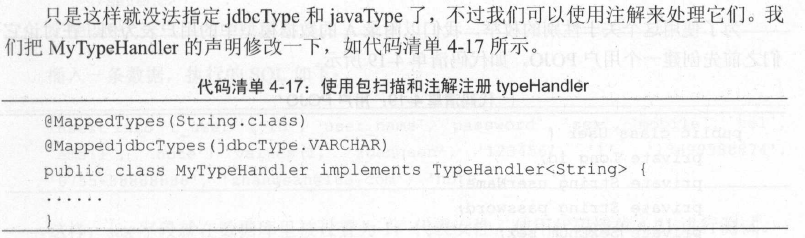 只是这样就没法指定 jdbcType 和 javaType 了，不过我们可以使用注解来处理它们。我
们把 MyTypeHandler 的声明修改一下，如代码清单 4-17 所示。
代码清单 4-17：使用包扫描和注解注册 typeHandler
@MappedTypes(String.class)
@MappedjdbcTypes(jdbcType.VARCHAR)
public class MyTypeHandler implements TypeHandler<String> {
......
}